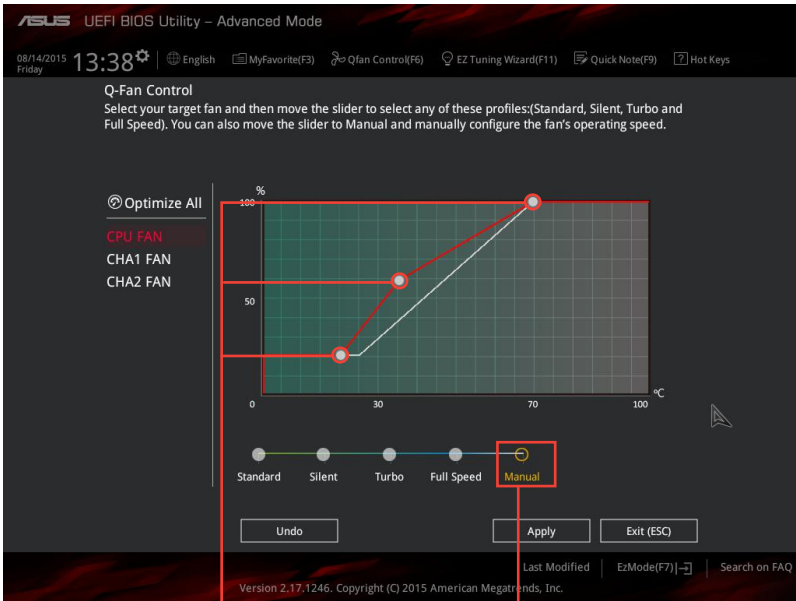 ASUS UEFI BIOS Utility – Advanced Mode
08/14/2015 Friday 13:38 English MyFavorite(F3) Qfan Control(F6) EZ Tuning Wizard(F11) Quick Note(F9) ? Hot Keys
Q-Fan Control
Select your target fan and then move the slider to select any of these profiles:(Standard, Silent, Turbo and
Full Speed). You can also move the slider to Manual and manually configure the fan's operating speed.
Optimize All
CPU FAN
CHA1 FAN
CHA2 FAN
%
100
50
°C
0 30 70 100
Standard Silent Turbo Full Speed Manual
Undo Apply Exit (ESC)
Last Modified EzMode(F7) Search on FAQ
Version 2.17.1246. Copyright (C) 2015 American Megatrends, Inc.